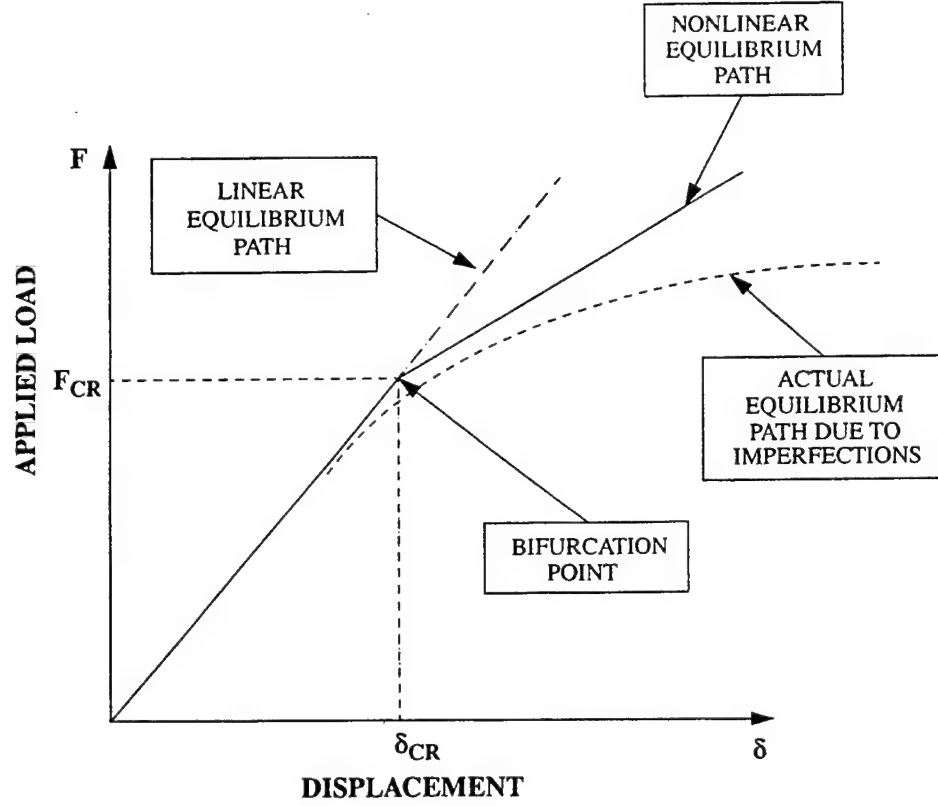 NONLINEAR
EQUILIBRIUM
PATH
F
LINEAR
EQUILIBRIUM
PATH
APPLIED LOAD
F_CR
ACTUAL
EQUILIBRIUM
PATH DUE TO
IMPERFECTIONS
BIFURCATION
POINT
δ_CR
δ
DISPLACEMENT